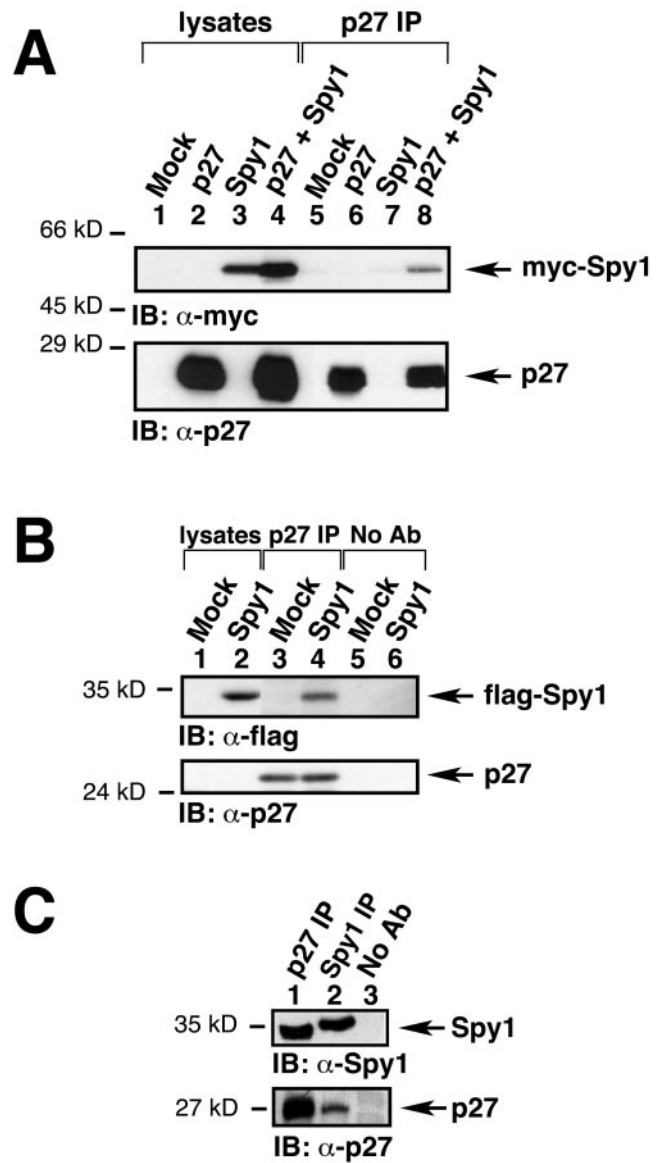 A
lysates p27 IP
Mock p27 Spy1 p27 + Spy1 Mock p27 Spy1 p27 + Spy1
1 2 3 4 5 6 7 8
66 kD
myc-Spy1
45 kD
IB: α-myc
29 kD
p27
IB: α-p27
B
lysates p27 IP No Ab
Mock Spy1 Mock Spy1 Mock Spy1
1 2 3 4 5 6
35 kD
flag-Spy1
IB: α-flag
p27
24 kD
IB: α-p27
C
p27 IP Spy1 IP No Ab
1 2 3
35 kD
Spy1
IB: α-Spy1
27 kD
p27
IB: α-p27